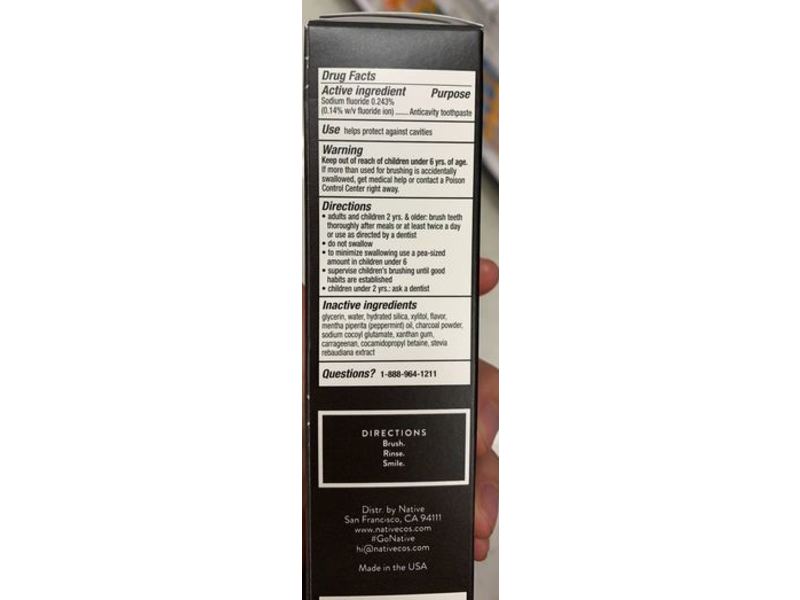 Drug Facts
Active ingredient Purpose
Sodium fluoride 0.243%
(0.14% w/v fluoride ion) ...... Anticavity toothpaste
Use helps protect against cavities
Warning
Keep out of reach of children under 6 yrs. of age.
If more than used for brushing is accidentally
swallowed, get medical help or contact a Poison
Control Center right away.
Directions
• adults and children 2 yrs. & older: brush teeth
thoroughly after meals or at least twice a day
or use as directed by a dentist
• do not swallow
• to minimize swallowing use a pea-sized
amount in children under 6
• supervise children's brushing until good
habits are established
• children under 2 yrs.: ask a dentist
Inactive ingredients
glycerin, water, hydrated silica, xylitol, flavor,
mentha piperita (peppermint) oil, charcoal powder,
sodium cocoyl glutamate, xanthan gum,
carrageenan, cocamidopropyl betaine, stevia
rebaudiana extract
Questions? 1-888-964-1211
DIRECTIONS
Brush.
Rinse.
Smile.
Distr. by Native
San Francisco, CA 94111
www.nativecos.com
#GoNative
hi@nativecos.com
Made in the USA